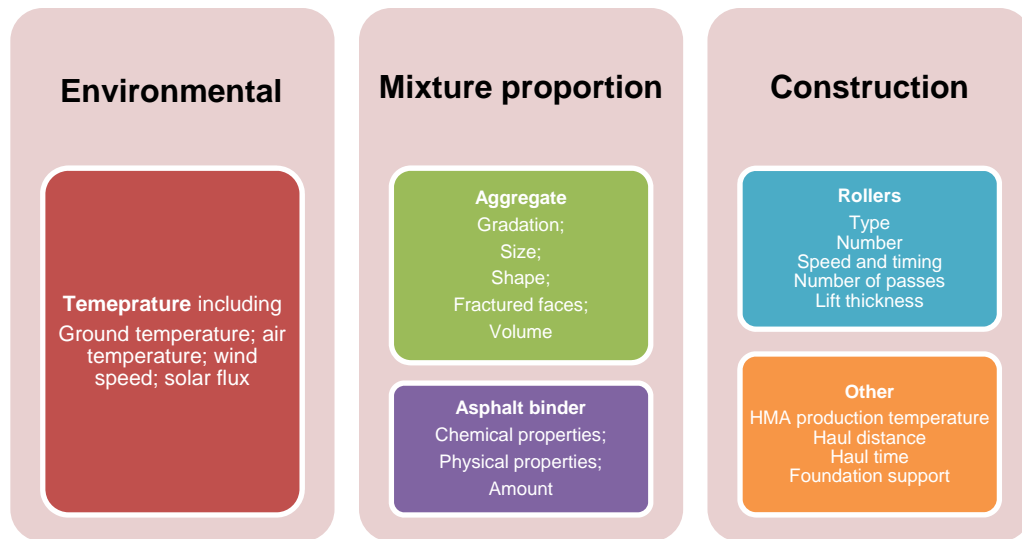 Environmental
Temeprature including
Ground temperature; air
temperature; wind
speed; solar flux
Mixture proportion
Aggregate
Gradation;
Size;
Shape;
Fractured faces;
Volume
Asphalt binder
Chemical properties;
Physical properties;
Amount
Construction
Rollers
Type
Number
Speed and timing
Number of passes
Lift thickness
Other
HMA production temperature
Haul distance
Haul time
Foundation support